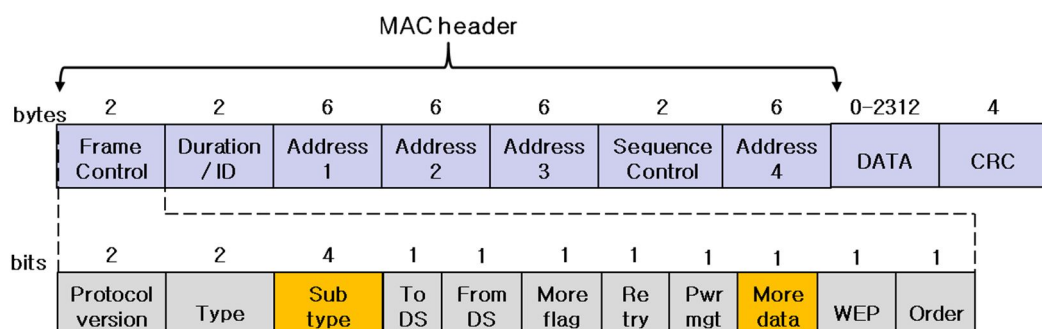 MAC header
bytes 2 2 6 6 6 2 6 0-2312 4
Frame Duration Address Address Address Sequence Address DATA CRC
Control / ID 1 2 3 Control 4
bits 2 2 4 1 1 1 1 1 1 1 1
Protocol Type Sub To From More Re Pwr More WEP Order
version type DS DS flag try mgt data